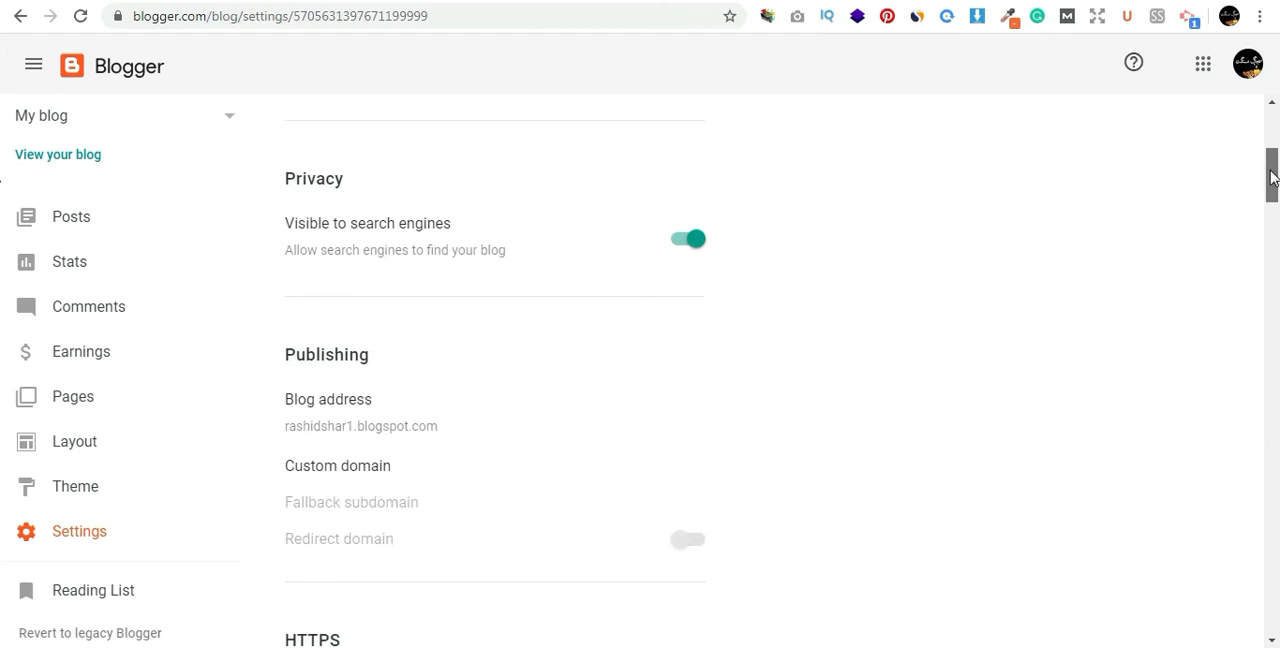 blogger.com/blog/settings/5705631397671199999
Blogger
My blog
View your blog
Posts
Stats
Comments
Earnings
Pages
Layout
Theme
Settings
Reading List
Revert to legacy Blogger
Privacy
Visible to search engines
Allow search engines to find your blog
Publishing
Blog address
rashidshar1.blogspot.com
Custom domain
Fallback subdomain
Redirect domain
HTTPS